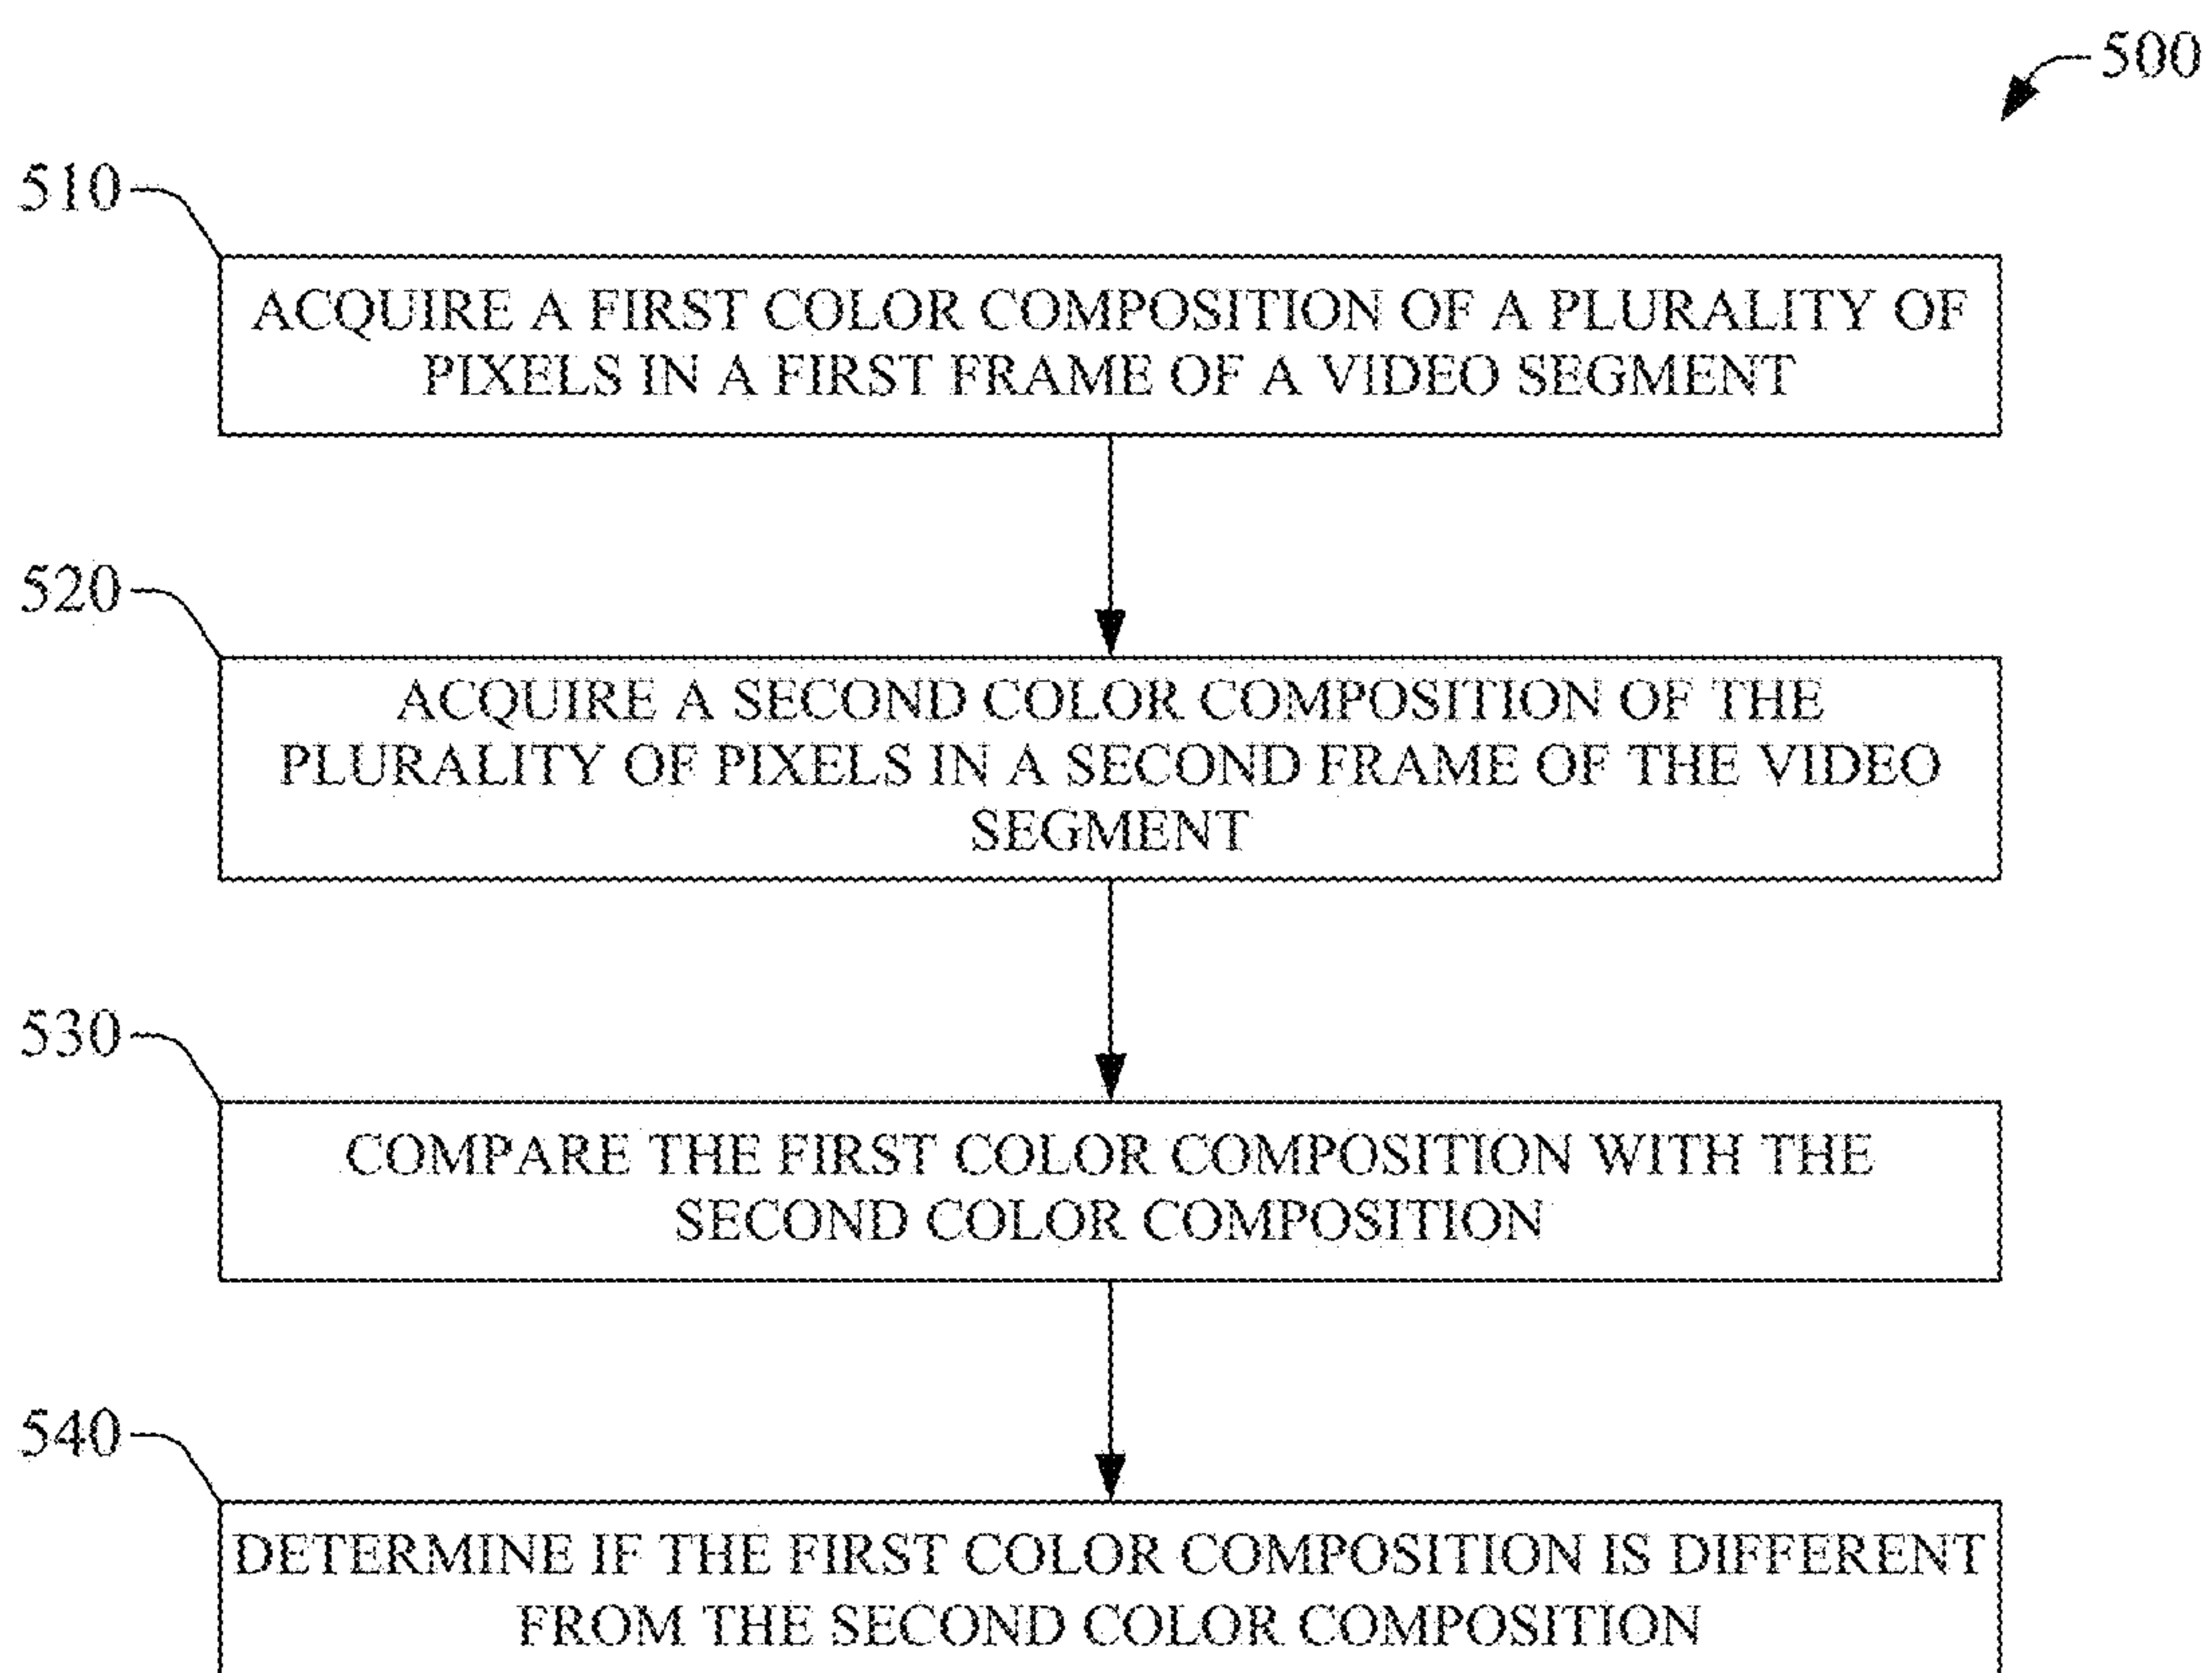 500
510
ACQUIRE A FIRST COLOR COMPOSITION OF A PLURALITY OF
PIXELS IN A FIRST FRAME OF A VIDEO SEGMENT
520
ACQUIRE A SECOND COLOR COMPOSITION OF THE
PLURALITY OF PIXELS IN A SECOND FRAME OF THE VIDEO
SEGMENT
530
COMPARE THE FIRST COLOR COMPOSITION WITH THE
SECOND COLOR COMPOSITION
540
DETERMINE IF THE FIRST COLOR COMPOSITION IS DIFFERENT
FROM THE SECOND COLOR COMPOSITION